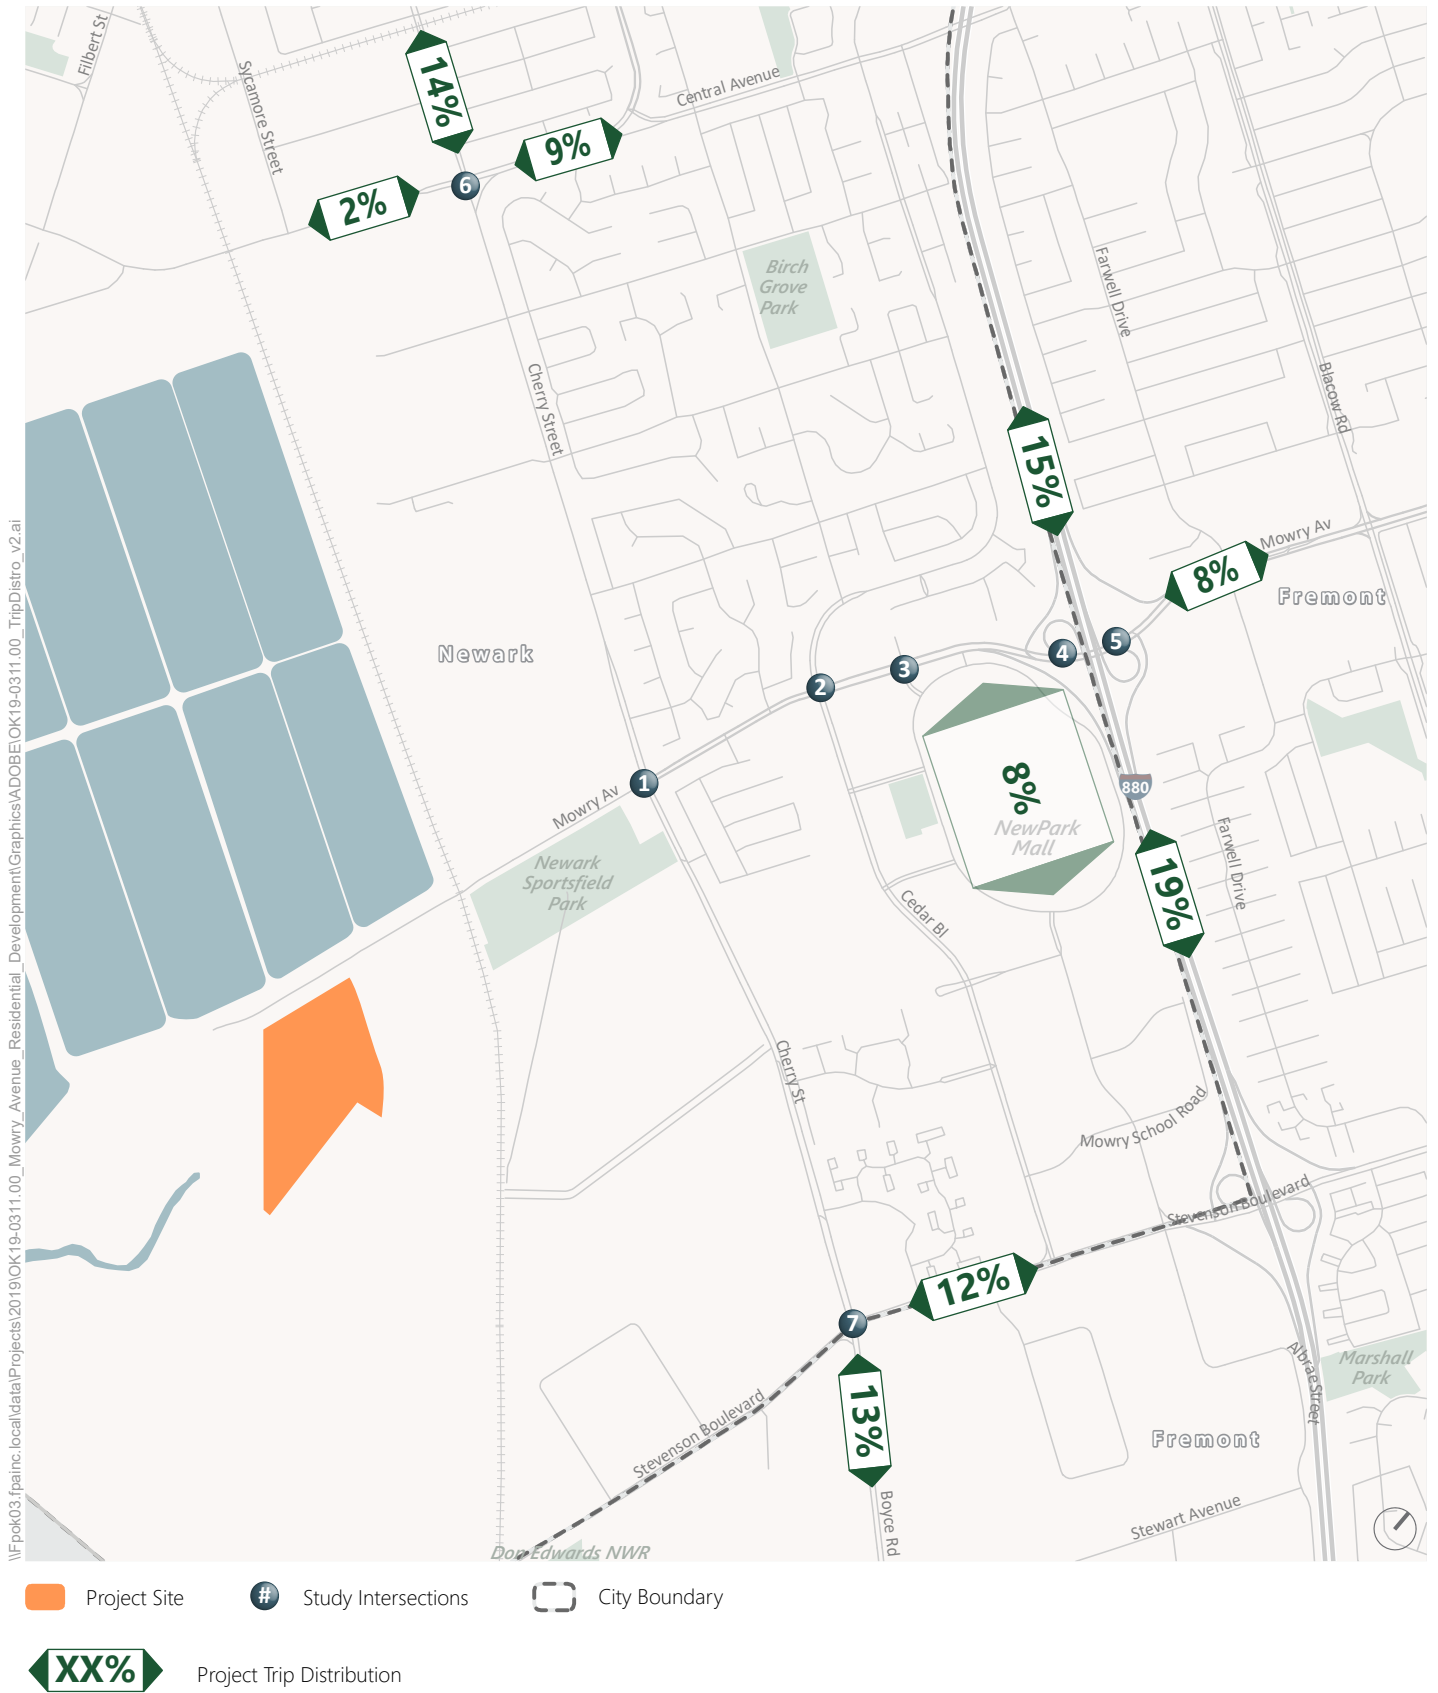 Filbert St
Sycamore Street
14%
Central Avenue
9%
6
2%
Birch
Grove
Park
Farwell Drive
Cherry Street
Blacow Rd
15%
Mowry Av
8%
Fremont
Newark
5
4
3
2
1
8%
880
NewPark
Mall
Mowry Av
Newark
Sportsfield
Park
Farwell Drive
19%
Cedar Bl
Cherry St
Mowry School Road
Stevenson Boulevard
12%
7
Albrae Street
Marshall
Park
13%
Stevenson Boulevard
Fremont
Boyce Rd
Stewart Avenue
Don Edwards NWR
\\Fpok03.fpainc.local\data\Projects\2019\OK19-0311.00_Mowry_Avenue_Residential_Development\Graphics\ADOBE\OK19-0311.00_TripDistro_v2.ai
Project Site
# Study Intersections
City Boundary
XX% Project Trip Distribution